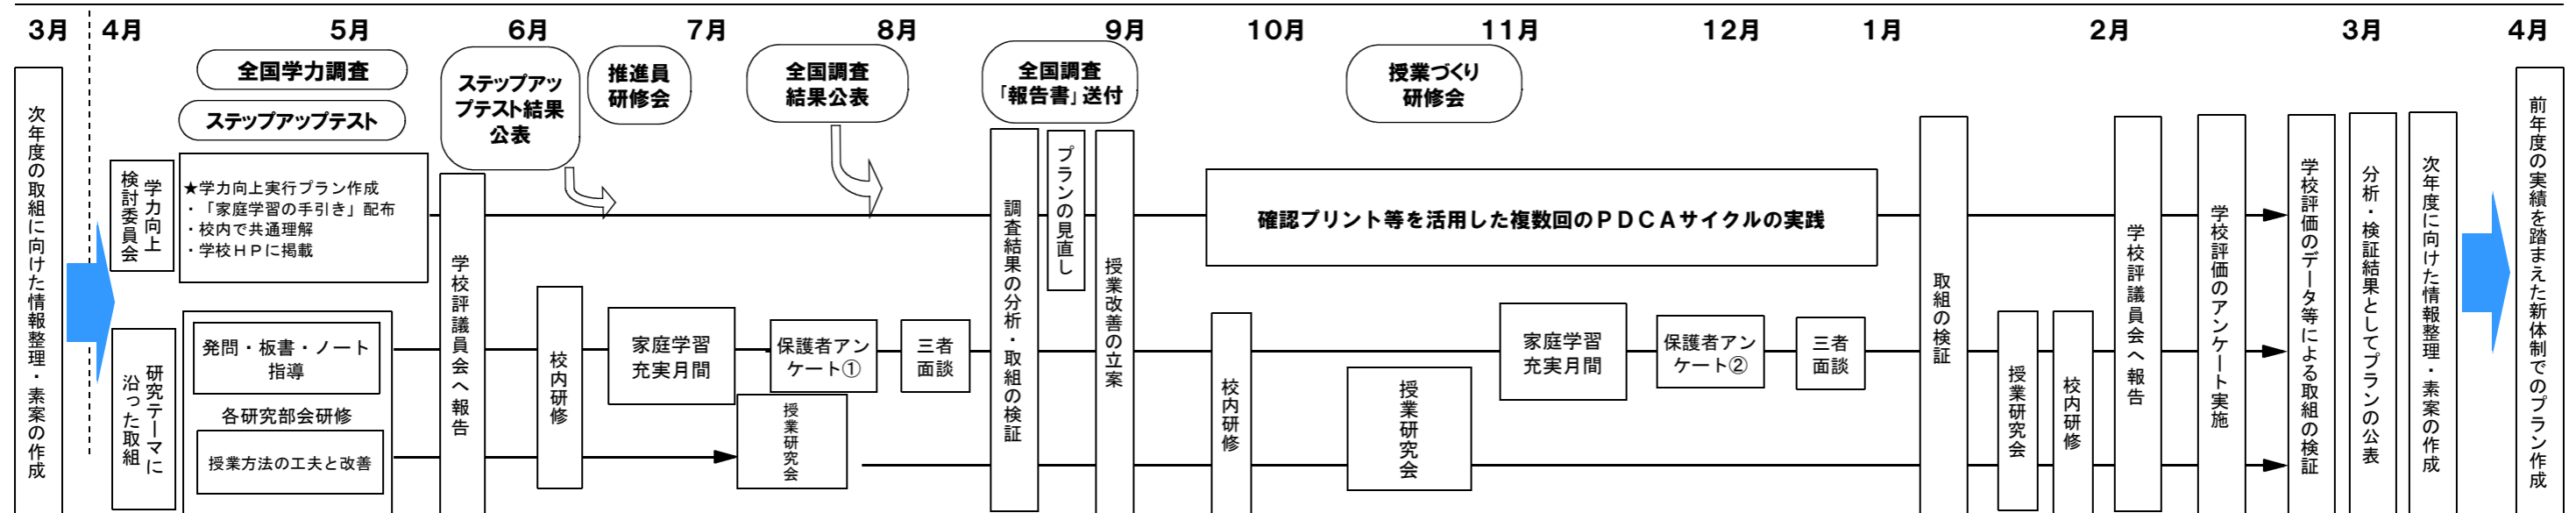 3月
4月
5月
6月
7月
8月
9月
10月
11月
12月
1月
2月
3月
4月
全国学力調査
ステップアップテスト
ステップアッ
プテスト結果
公表
推進員
研修会
全国調査
結果公表
全国調査
「報告書」送付
授業づくり
研修会
次年度の取組に向けた情報整理・素案の作成
学力向上
検討委員会
★学力向上実行プラン作成
・「家庭学習の手引き」配布
・校内で共通理解
・学校ＨＰに掲載
研究テーマに
沿った取組
発問・板書・ノート
指導
各研究部会研修
授業方法の工夫と改善
学校評議員会へ報告
校内研修
家庭学習
充実月間
保護者アン
ケート①
授業研究会
三者
面談
調査結果の分析・取組の検証
プランの見直し
授業改善の立案
確認プリント等を活用した複数回のＰＤＣＡサイクルの実践
校内研修
授業研究会
家庭学習
充実月間
保護者アン
ケート②
三者
面談
取組の検証
授業研究会
校内研修
学校評議員会へ報告
学校評価のアンケート実施
学校評価のデータ等による取組の検証
分析・検証結果としてプランの公表
次年度に向けた情報整理・素案の作成
前年度の実績を踏まえた新体制でのプラン作成